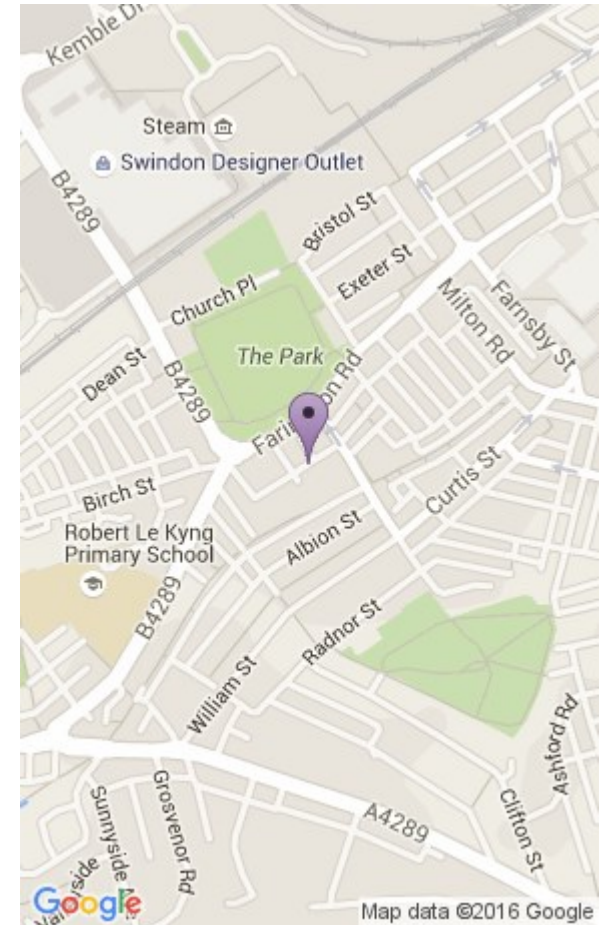 Kemble Dr
Steam
Swindon Designer Outlet
B4289
Bristol St
Exeter St
Church Pl
Milton Rd
Farnsby St
The Park
Dean St
B4289
Birch St
Curtis St
Albion St
Robert Le Kyng
Primary School
B4289
Radnor St
William St
Ashford Rd
Clifton St
A4289
Grosvenor Rd
Sunnyside
Google
Map data ©2016 Google